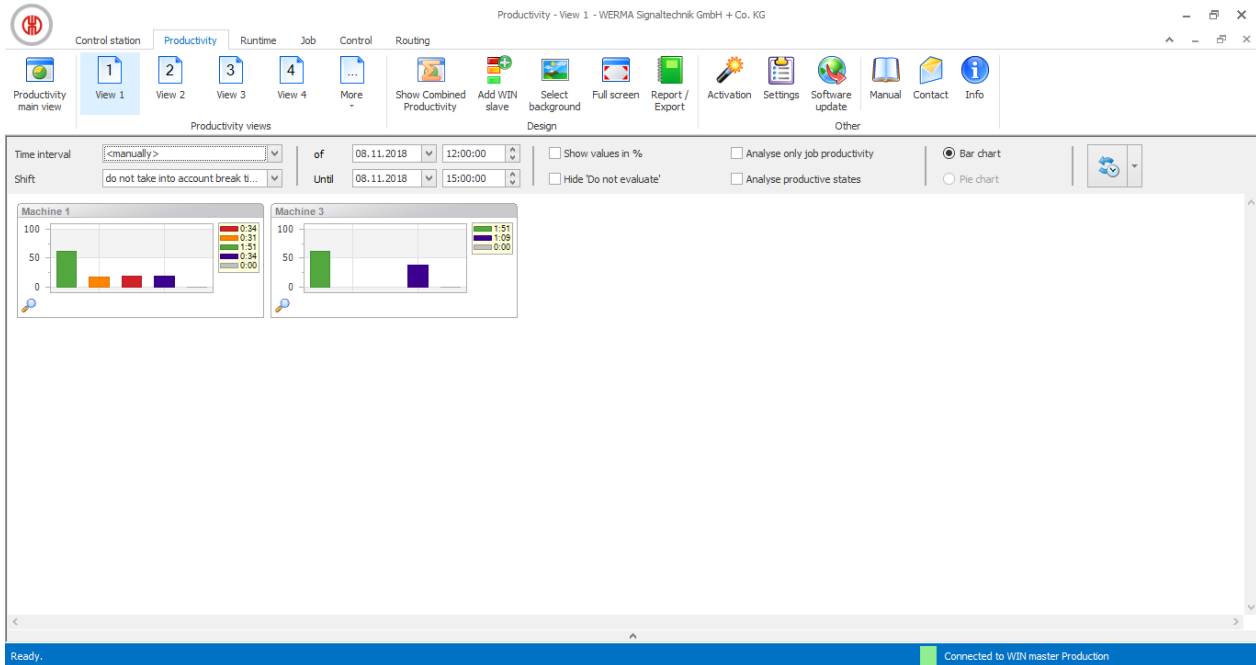 Productivity - View 1 - WERMA Signaltechnik GmbH + Co. KG
Control station Productivity Runtime Job Control Routing
1 2 3 4 ...
Productivity main view
View 1
View 2
View 3
View 4
More
Show Combined Productivity
Add WIN slave
Select background
Full screen
Report / Export
Activation
Settings
Software update
Manual
Contact
Info
Productivity views
Design
Other
Time interval <manually> of 08.11.2018 12:00:00 Show values in % Analyse only job productivity Bar chart
Shift do not take into account break ti... Until 08.11.2018 15:00:00 Hide 'Do not evaluate' Analyse productive states Pie chart
Machine 1
100
50
0
0:34
0:31
1:51
0:34
0:00
Machine 3
100
50
0
1:51
1:09
0:00
Ready.
Connected to WIN master Production